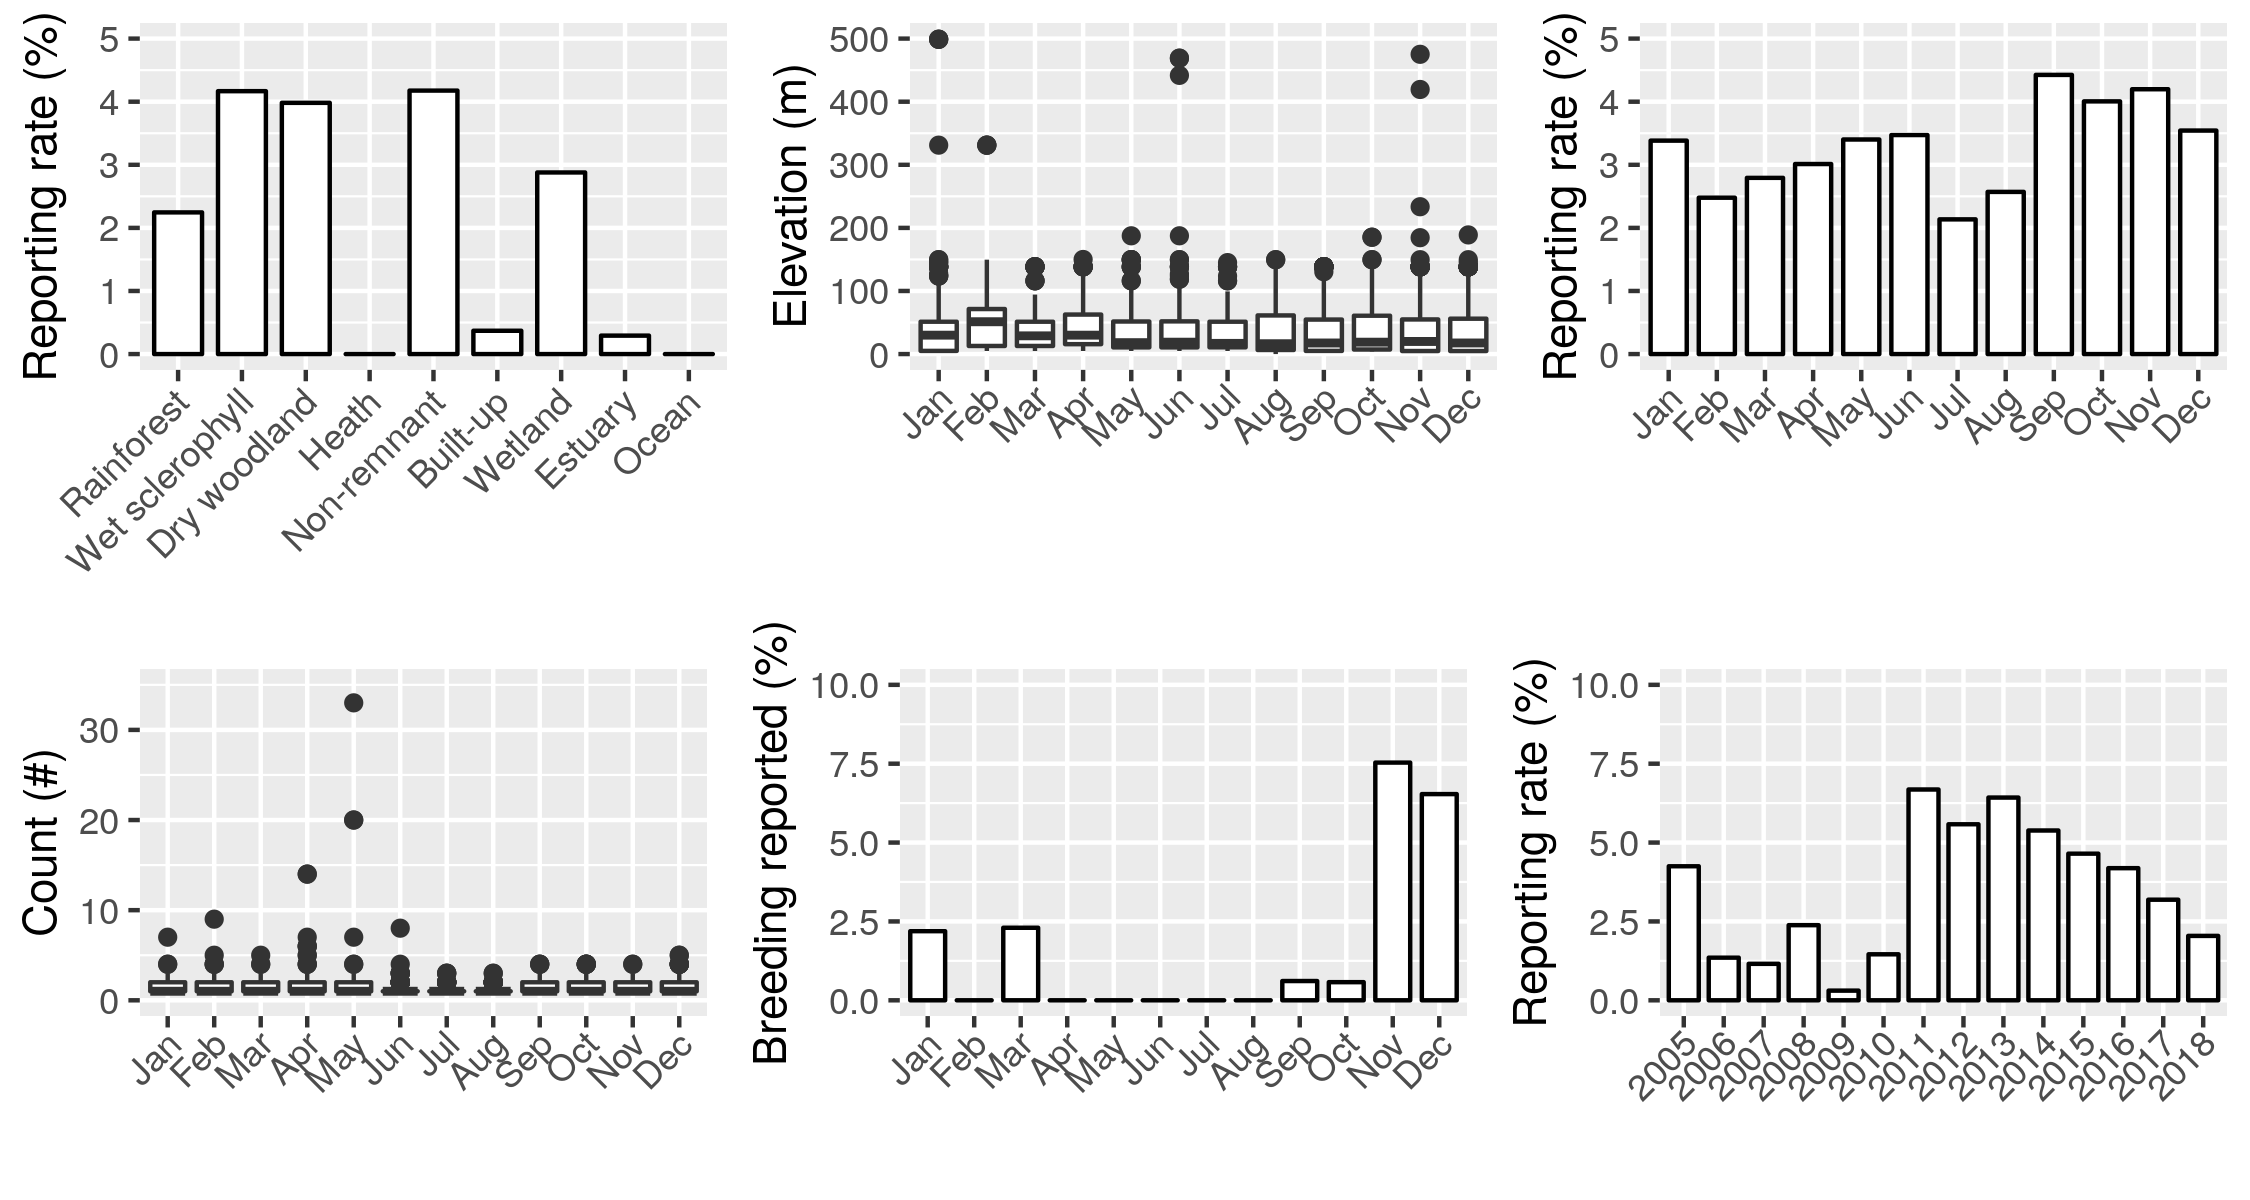 Reporting rate (%)
5
4
3
2
1
0
Rainforest
Wet sclerophyll
Dry woodland
Heath
Non-remnant
Built-up
Wetland
Estuary
Ocean
Elevation (m)
500
400
300
200
100
0
Jan
Feb
Mar
Apr
May
Jun
Jul
Aug
Sep
Oct
Nov
Dec
Reporting rate (%)
5
4
3
2
1
0
Jan
Feb
Mar
Apr
May
Jun
Jul
Aug
Sep
Oct
Nov
Dec
Count (#)
30
20
10
0
Jan
Feb
Mar
Apr
May
Jun
Jul
Aug
Sep
Oct
Nov
Dec
Breeding reported (%)
10.0
7.5
5.0
2.5
0.0
Jan
Feb
Mar
Apr
May
Jun
Jul
Aug
Sep
Oct
Nov
Dec
Reporting rate (%)
10.0
7.5
5.0
2.5
0.0
2005
2006
2007
2008
2009
2010
2011
2012
2013
2014
2015
2016
2017
2018